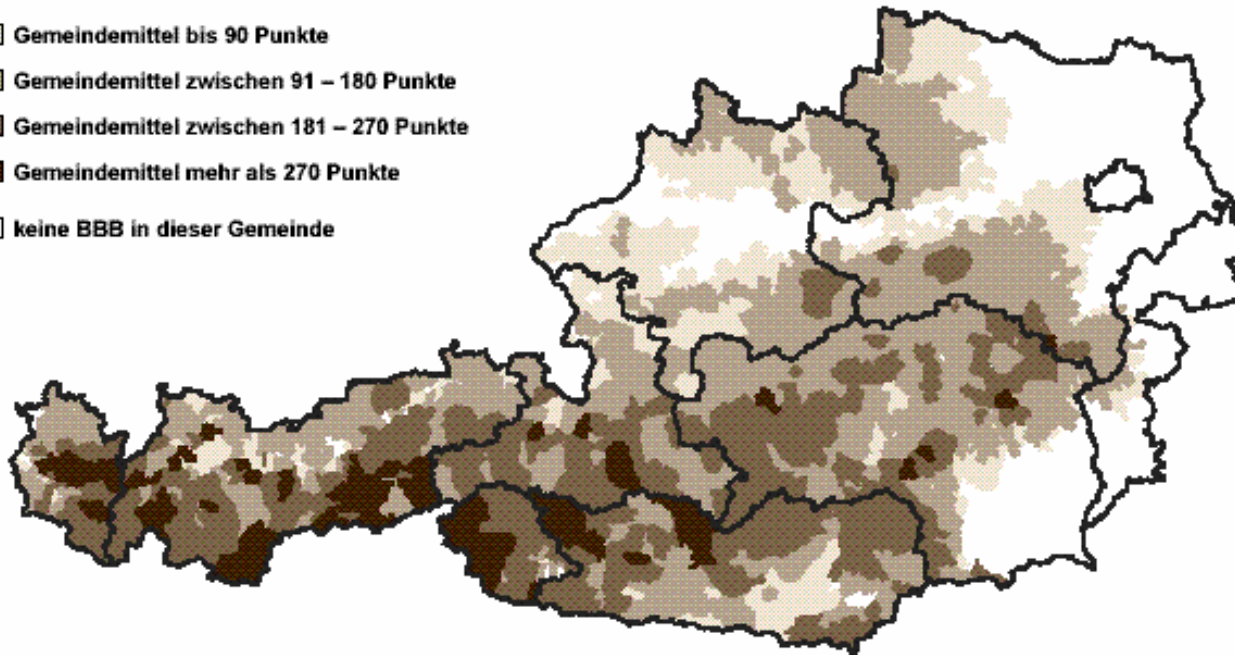 Gemeindemittel bis 90 Punkte
Gemeindemittel zwischen 91 – 180 Punkte
Gemeindemittel zwischen 181 – 270 Punkte
Gemeindemittel mehr als 270 Punkte
keine BBB in dieser Gemeinde